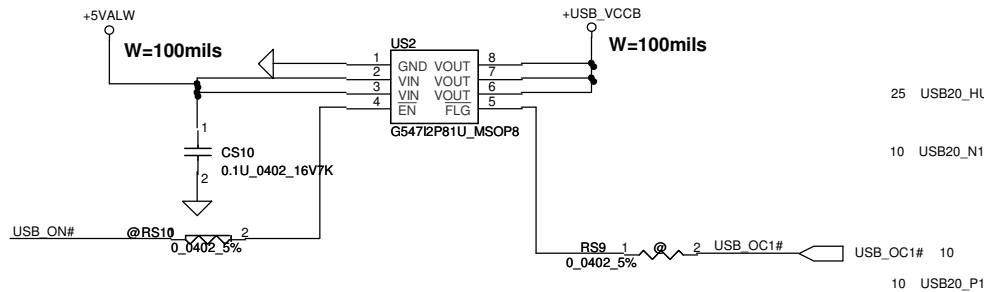 +5VALW
+USB_VCCB
W=100mils
US2
W=100mils
1 GND VOUT 8
2 VIN VOUT 7
3 VIN VOUT 6
4 EN FLG 5
G547I2P81U_MSOP8
25 USB20_HU
1
CS10
0.1U_0402_16V7K
2
10 USB20_N1
USB_ON# @RS10 1 2
0_0402_5%
RS9 1 @ 2 USB_OC1# USB_OC1# 10
0_0402_5%
10 USB20_P1